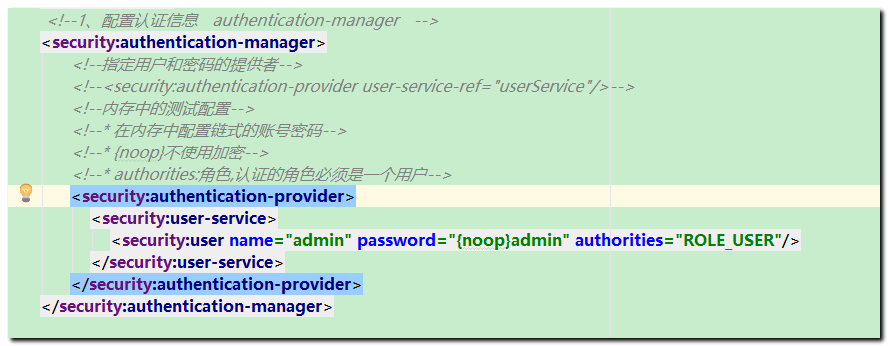 <!--1、配置认证信息 authentication-manager -->
<security:authentication-manager>
<!--指定用户和密码的提供者-->
<!--<security:authentication-provider user-service-ref="userService"/>-->
<!--内存中的测试配置-->
<!--* 在内存中配置链式的账号密码-->
<!--* {noop}不使用加密-->
<!--* authorities:角色,认证的角色必须是一个用户-->
<security:authentication-provider>
<security:user-service>
<security:user name="admin" password="{noop}admin" authorities="ROLE_USER"/>
</security:user-service>
</security:authentication-provider>
</security:authentication-manager>